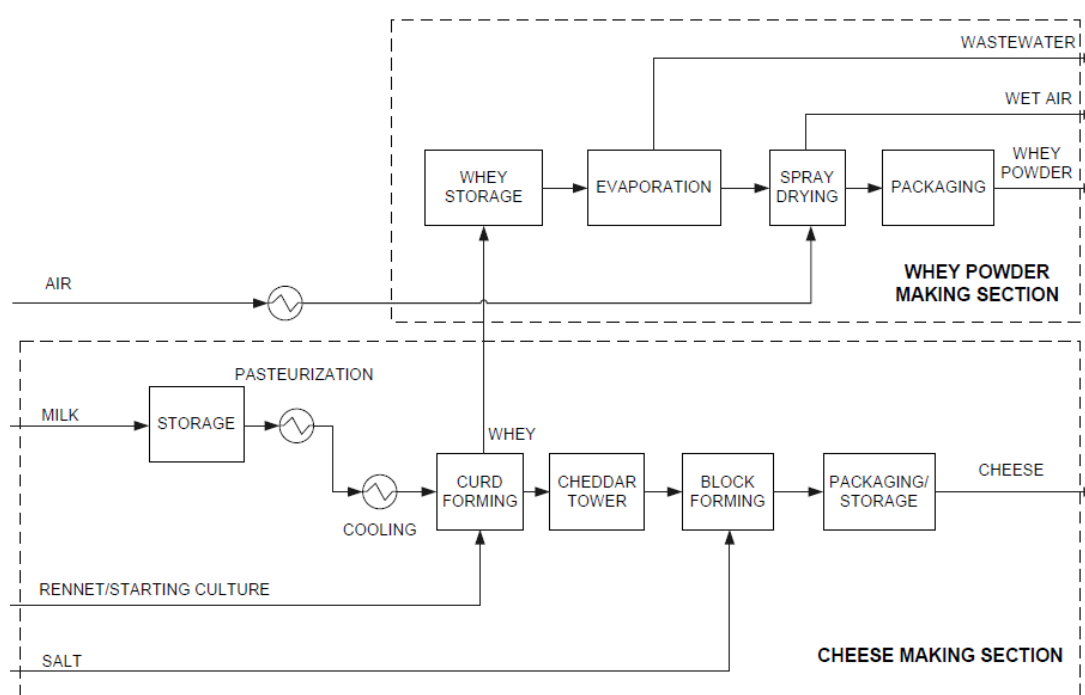 WASTEWATER
WET AIR
WHEY
POWDER
WHEY
STORAGE
EVAPORATION
SPRAY
DRYING
PACKAGING
WHEY POWDER
MAKING SECTION
AIR
PASTEURIZATION
MILK
STORAGE
WHEY
CURD
FORMING
CHEDDAR
TOWER
BLOCK
FORMING
PACKAGING/
STORAGE
CHEESE
COOLING
RENNET/STARTING CULTURE
SALT
CHEESE MAKING SECTION